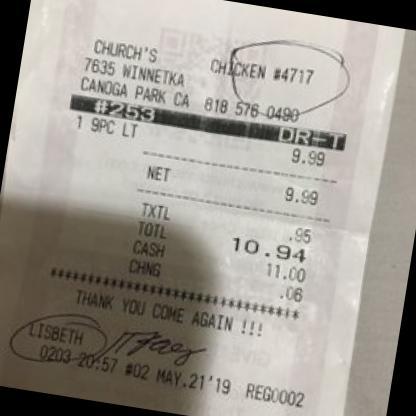 CHURCH'S CHICKEN #4717
7635 WINNETKA
CANOGA PARK CA 818 576 0490
#253 DR-T
1 9PC LT 9.99
NET 9.99
TXTL .95
TOTL 10.94
CASH 11.00
CHNG .06
******************************
THANK YOU COME AGAIN !!!
LISBETH
0203 20:57 #02 MAY.21'19 REG0002